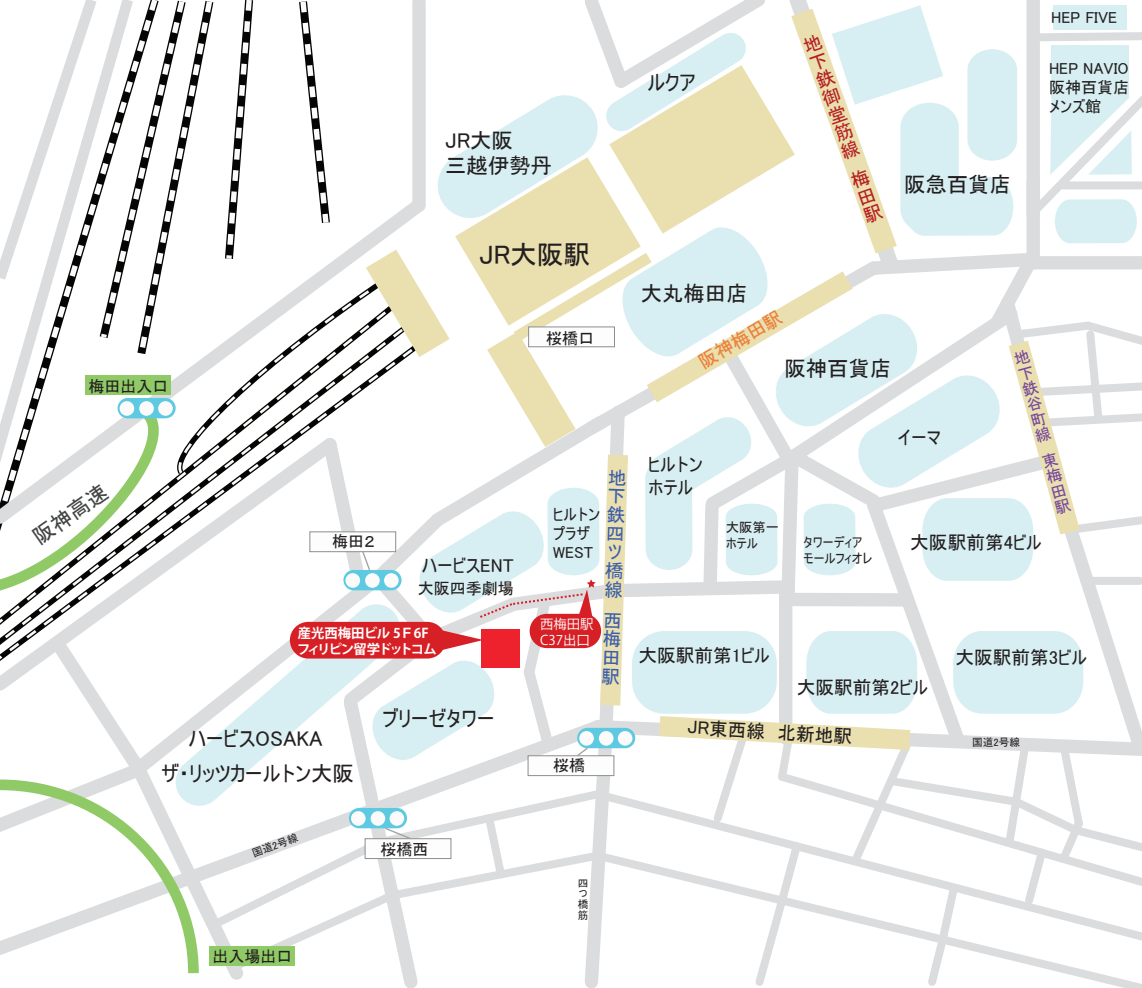 HEP FIVE
HEP NAVIO
阪神百貨店
メンズ館
地下鉄御堂筋線 梅田駅
ルクア
JR大阪
三越伊勢丹
阪急百貨店
JR大阪駅
大丸梅田店
桜橋口
阪神梅田駅
阪神百貨店
地下鉄谷町線 東梅田駅
梅田出入口
イーマ
阪神高速
ヒルトン
ホテル
地下鉄四ツ橋線 西梅田駅
ヒルトン
プラザ
WEST
大阪第一
ホテル
タワーディア
モールフィオレ
大阪駅前第4ビル
梅田2
ハービスENT
大阪四季劇場
産光西梅田ビル 5F6F
フィリピン留学ドットコム
西梅田駅
C37出口
大阪駅前第1ビル
大阪駅前第2ビル
大阪駅前第3ビル
ブリーゼタワー
ハービスOSAKA
ザ・リッツカールトン大阪
JR東西線 北新地駅
国道2号線
桜橋
桜橋西
国道2号線
四つ橋筋
出入場出口